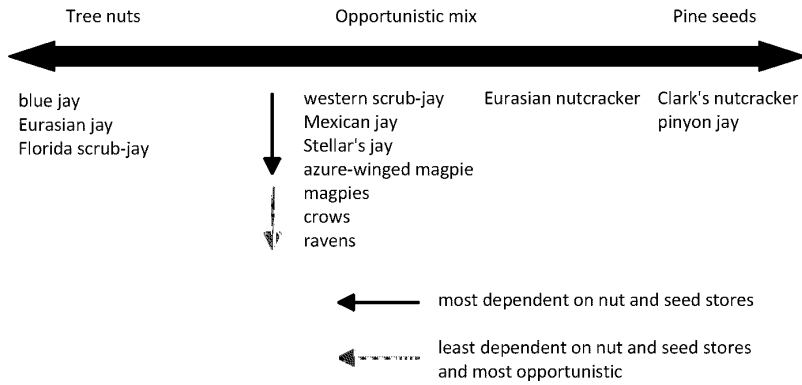 Tree nuts
Opportunistic mix
Pine seeds
blue jay
Eurasian jay
Florida scrub-jay
western scrub-jay
Mexican jay
Stellar's jay
azure-winged magpie
magpies
crows
ravens
Eurasian nutcracker
Clark's nutcracker
pinyon jay
most dependent on nut and seed stores
least dependent on nut and seed stores
and most opportunistic